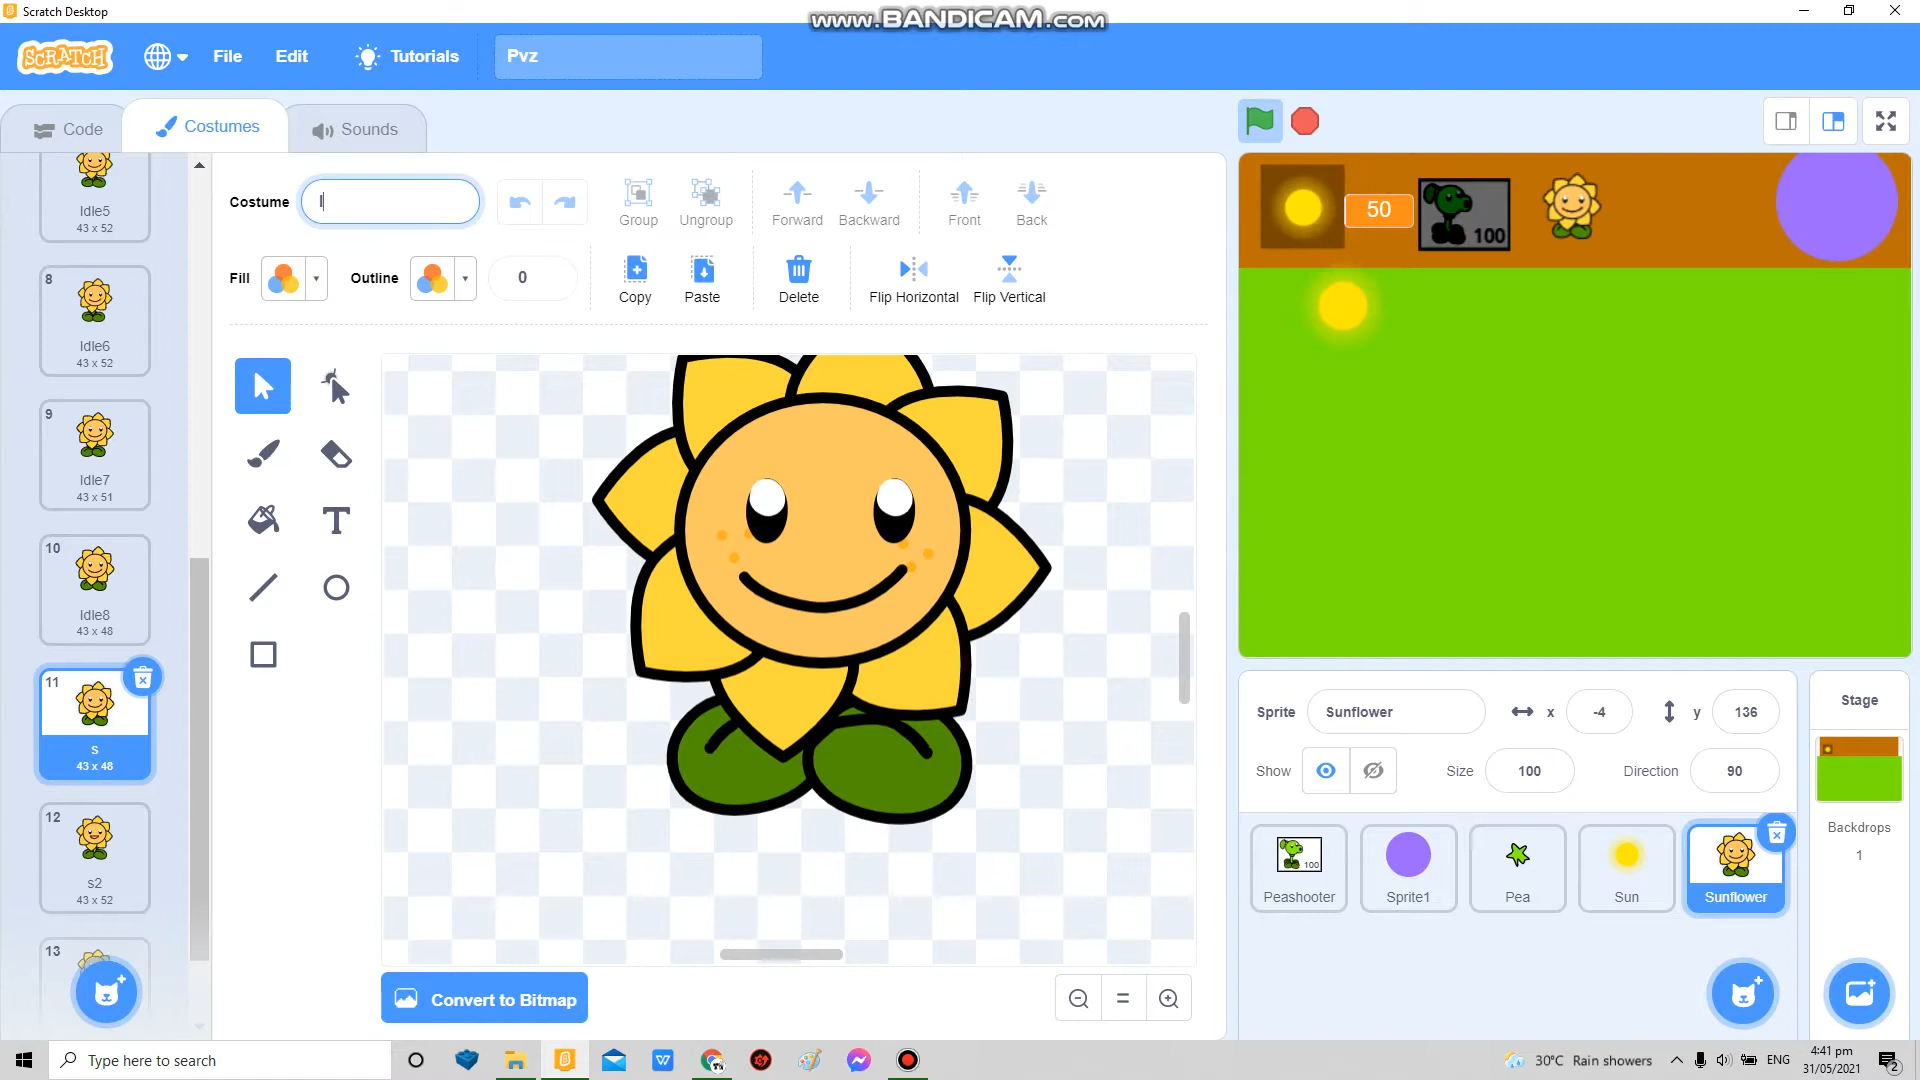 Scratch Desktop
www.BANDICAM.com
SCRATCH
File
Edit
Tutorials
Pvz
Code
Costumes
Sounds
Idle5
43 x 52
8
Idle6
43 x 52
9
Idle7
43 x 51
10
Idle8
43 x 48
11
s
43 x 48
12
s2
43 x 52
13
Costume
I
Group
Ungroup
Forward
Backward
Front
Back
Fill
Outline
0
Copy
Paste
Delete
Flip Horizontal
Flip Vertical
Convert to Bitmap
50
100
Sprite
Sunflower
x
-4
y
136
Show
Size
100
Direction
90
Peashooter
100
Sprite1
Pea
Sun
Sunflower
Stage
Backdrops
1
Type here to search
30°C Rain showers
ENG
4:41 pm
31/05/2021
2